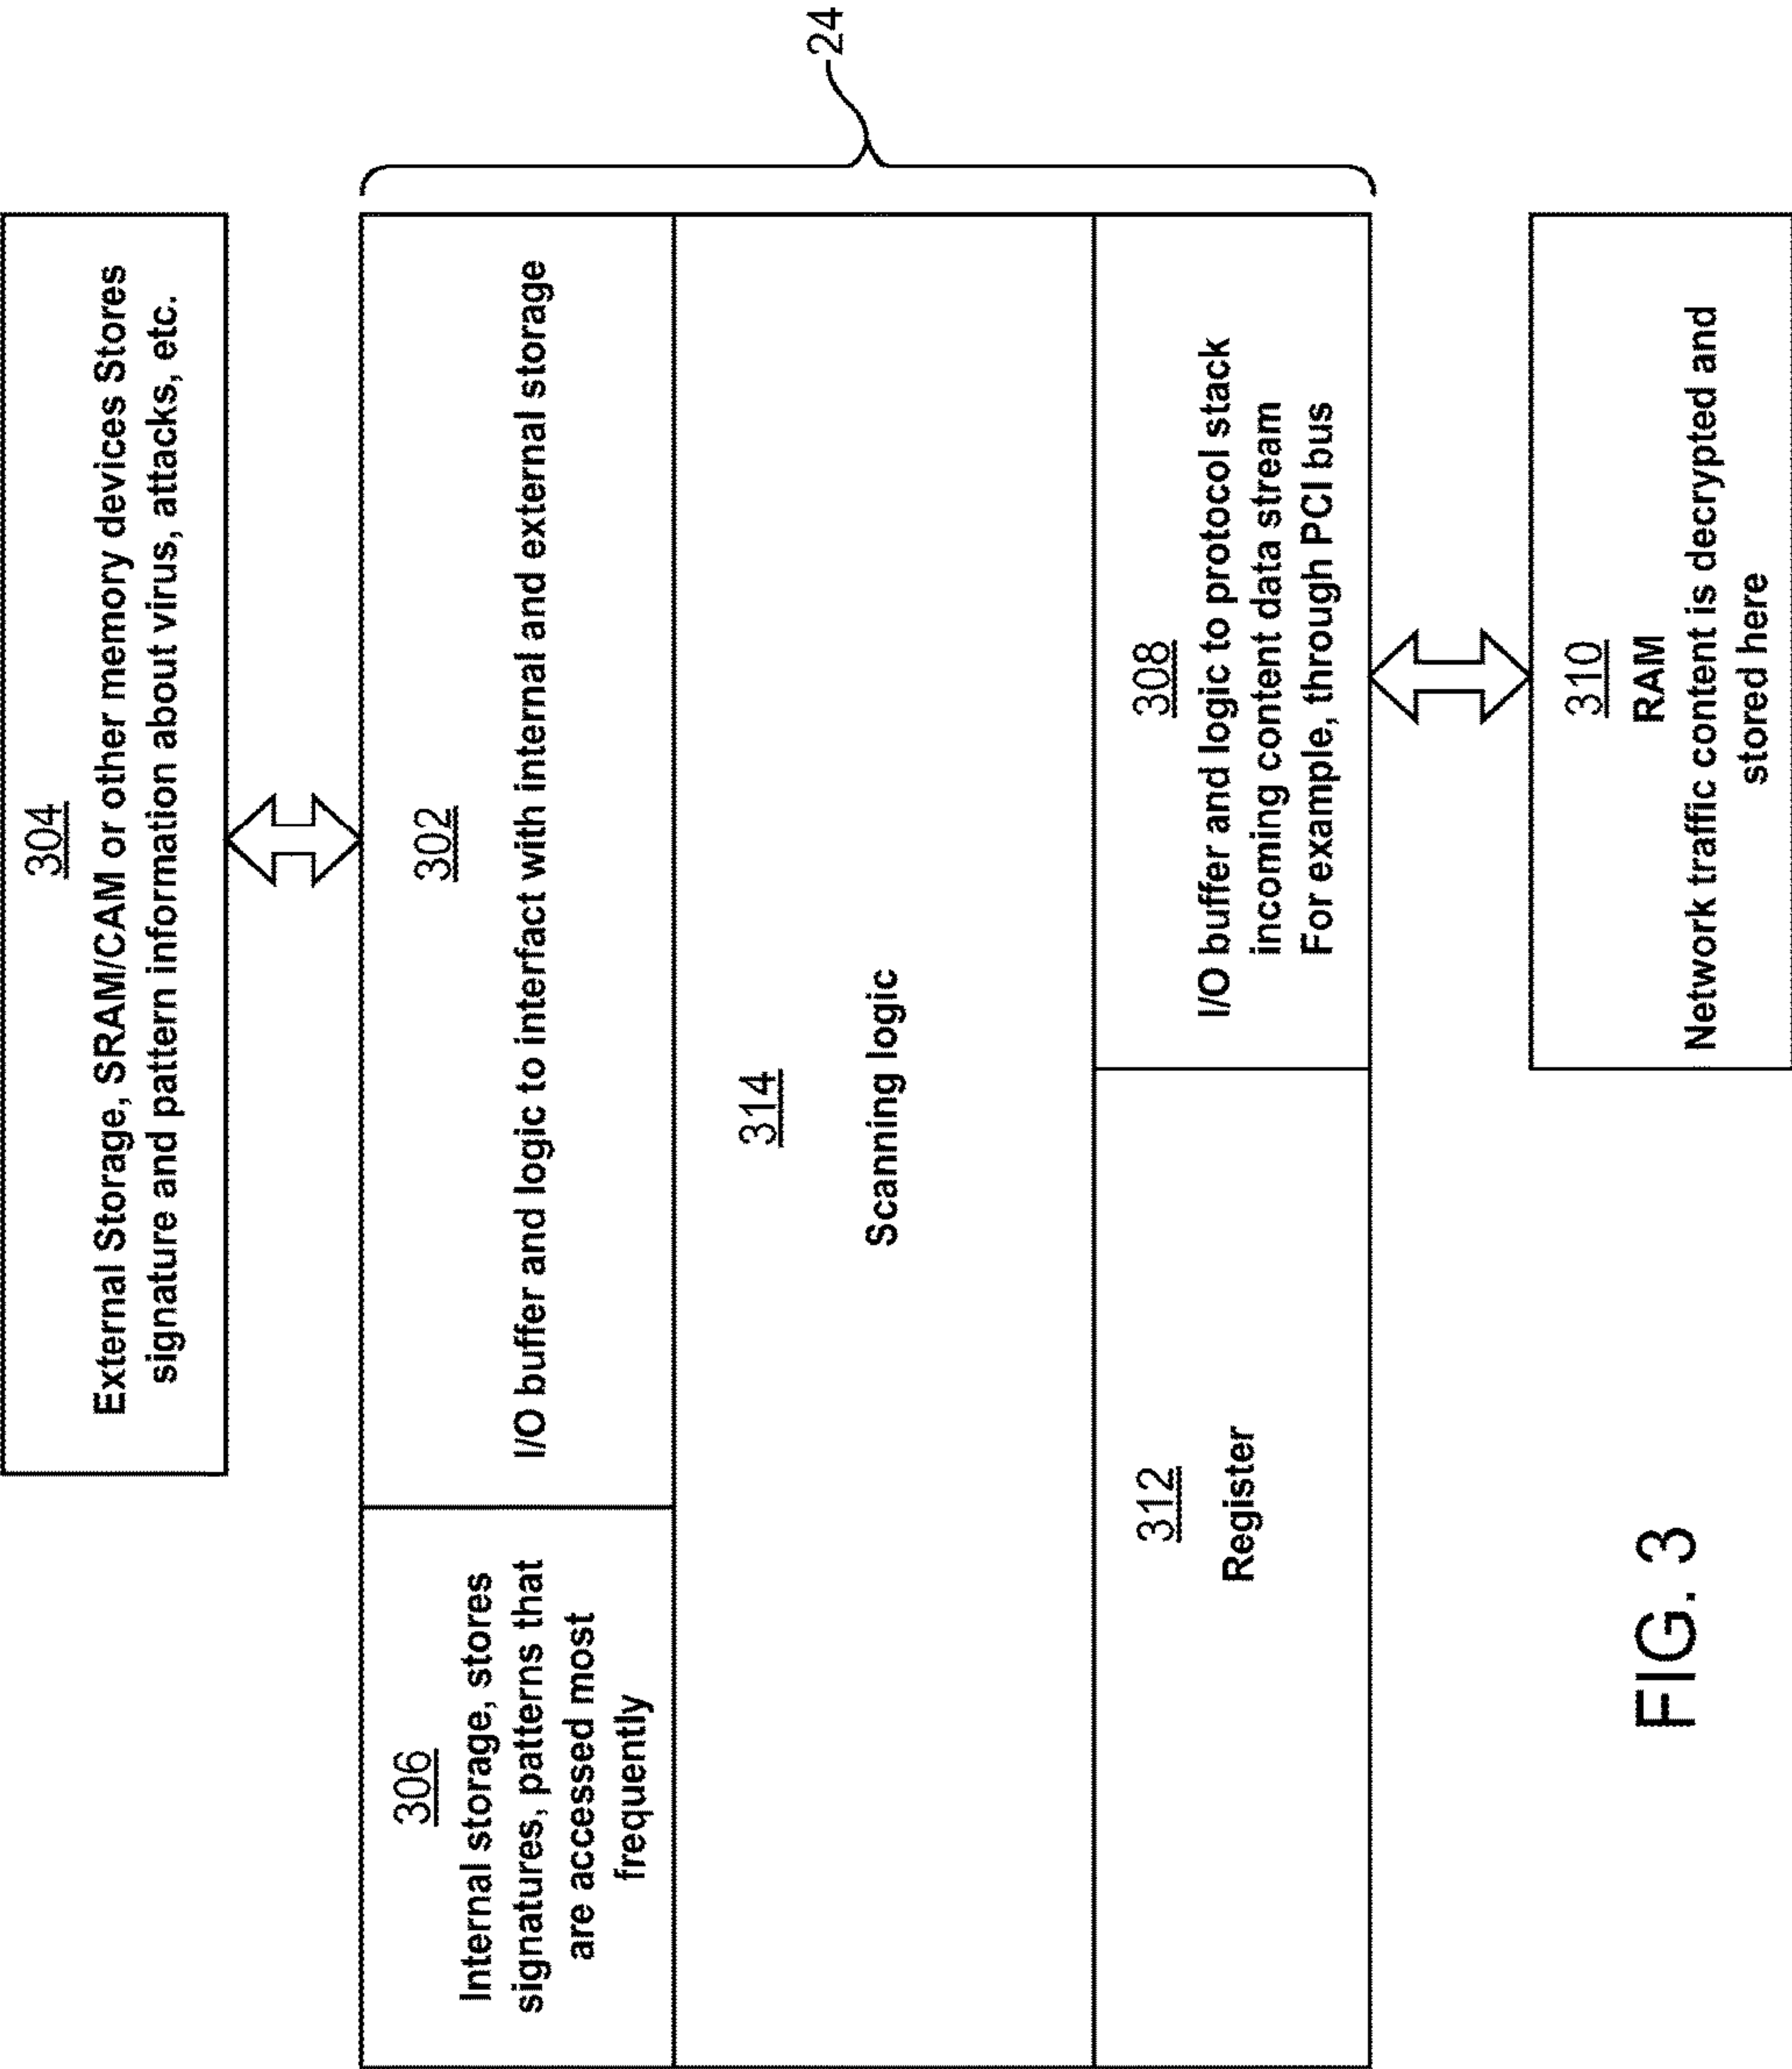 304
External Storage, SRAM/CAM or other memory devices Stores
signature and pattern information about virus, attacks, etc.
306
Internal storage, stores
signatures, patterns that
are accessed most
frequently
302
I/O buffer and logic to interfact with internal and external storage
314
Scanning logic
24
312
Register
308
I/O buffer and logic to protocol stack
incoming content data stream
For example, through PCI bus
310
RAM
Network traffic content is decrypted and
stored here
FIG. 3